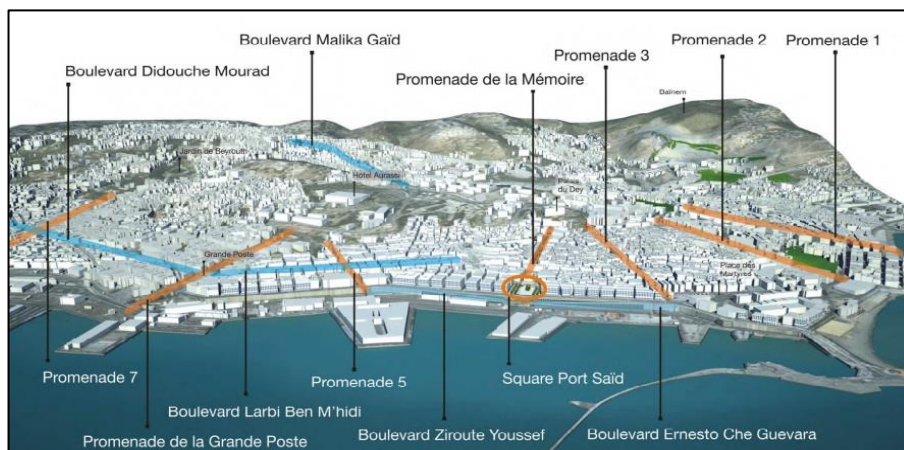 Boulevard Malika Gaïd
Promenade 2
Promenade 1
Promenade 3
Boulevard Didouche Mourad
Promenade de la Mémoire
Balinem
Jardin de Beyrouth
Hotel Aurassi
du Dey
Grande Poste
Place des
Martyres
Promenade 7
Promenade 5
Square Port Saïd
Boulevard Larbi Ben M'hidi
Promenade de la Grande Poste
Boulevard Ziroute Youssef
Boulevard Ernesto Che Guevara